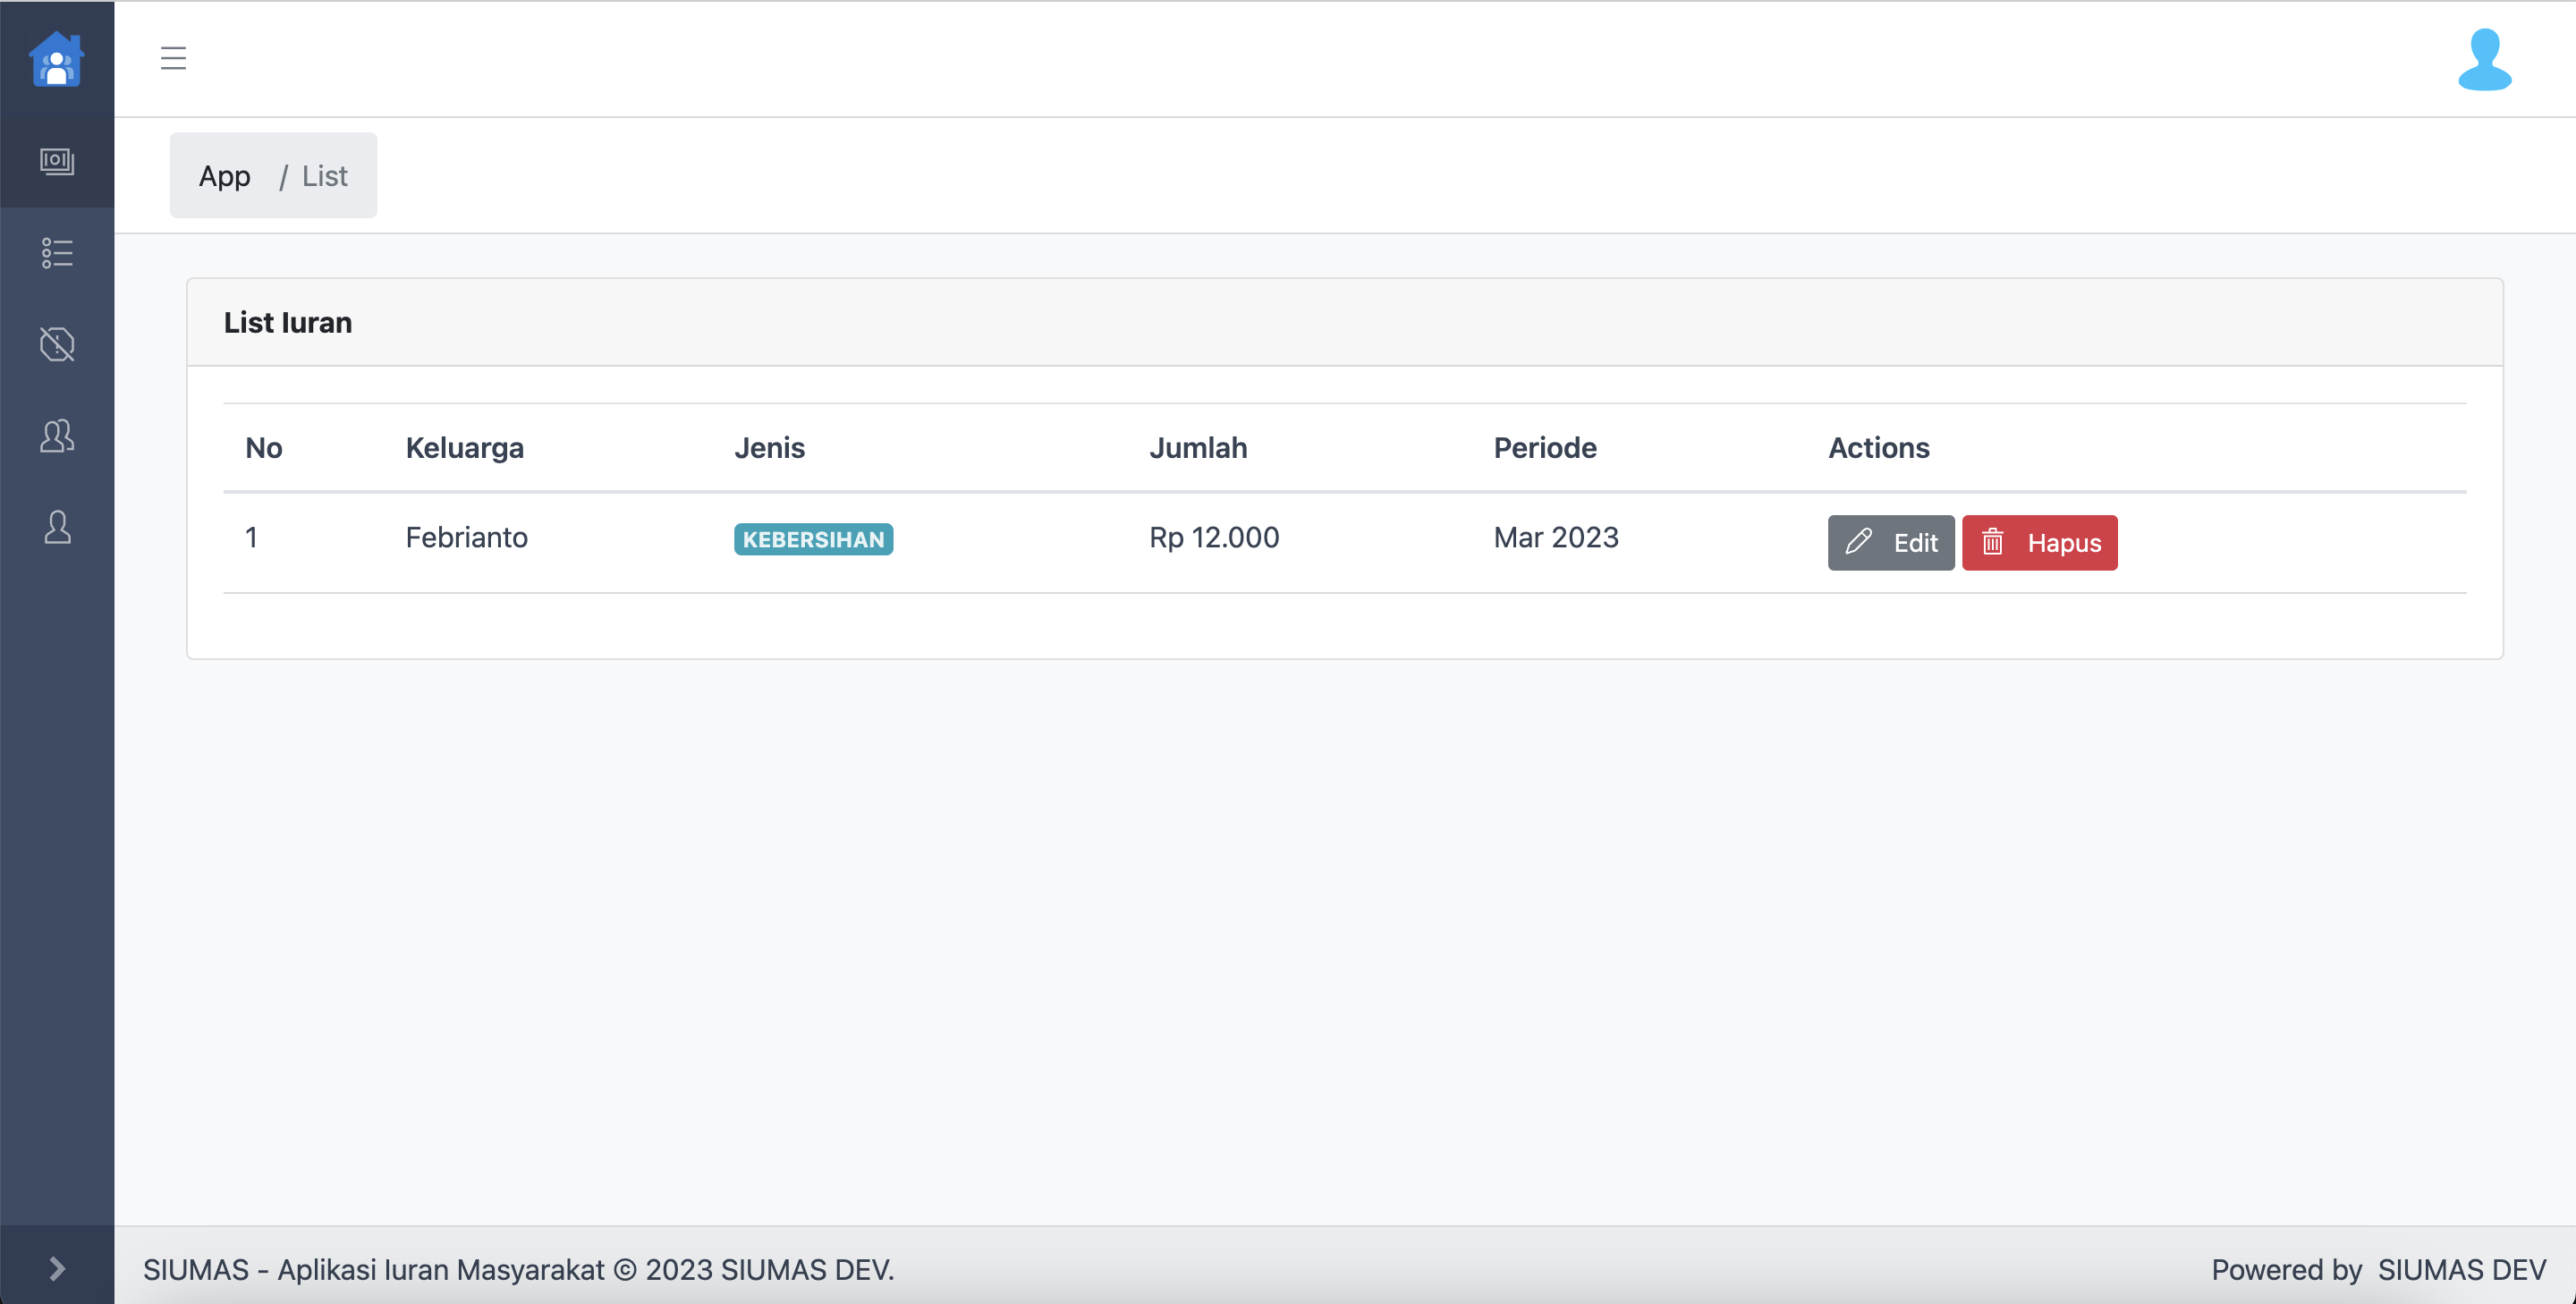 App / List
List Iuran
No Keluarga Jenis Jumlah Periode Actions
1 Febrianto KEBERSIHAN Rp 12.000 Mar 2023 Edit Hapus
SIUMAS - Aplikasi Iuran Masyarakat © 2023 SIUMAS DEV. Powered by SIUMAS DEV